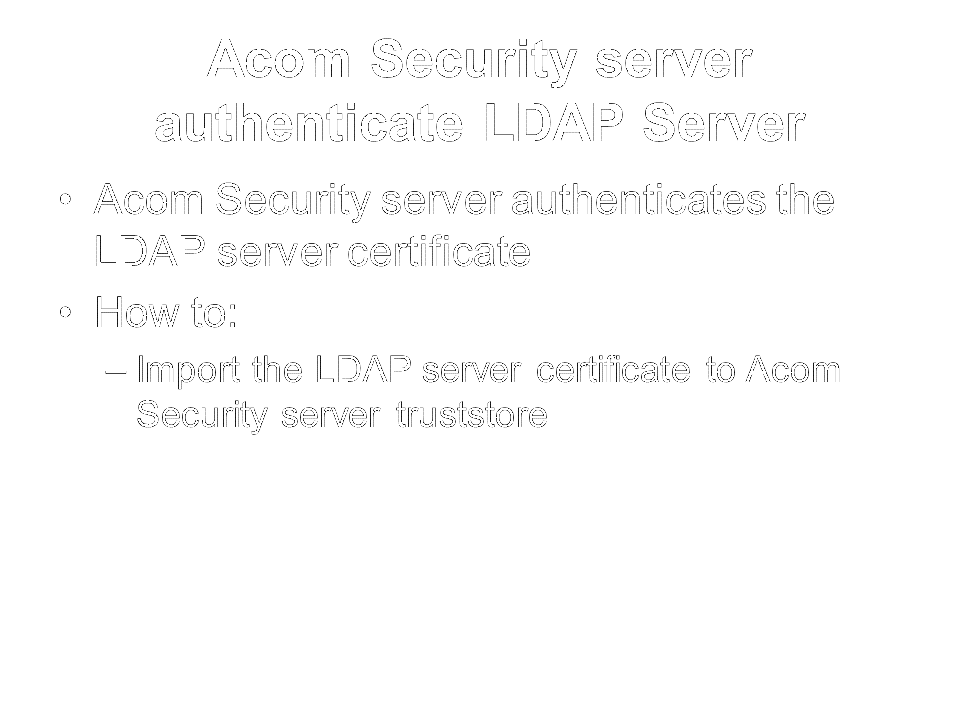 Acom Security server
authenticate LDAP Server
• Acom Security server authenticates the
LDAP server certificate
• How to:
– Import the LDAP server certificate to Acom
Security server truststore